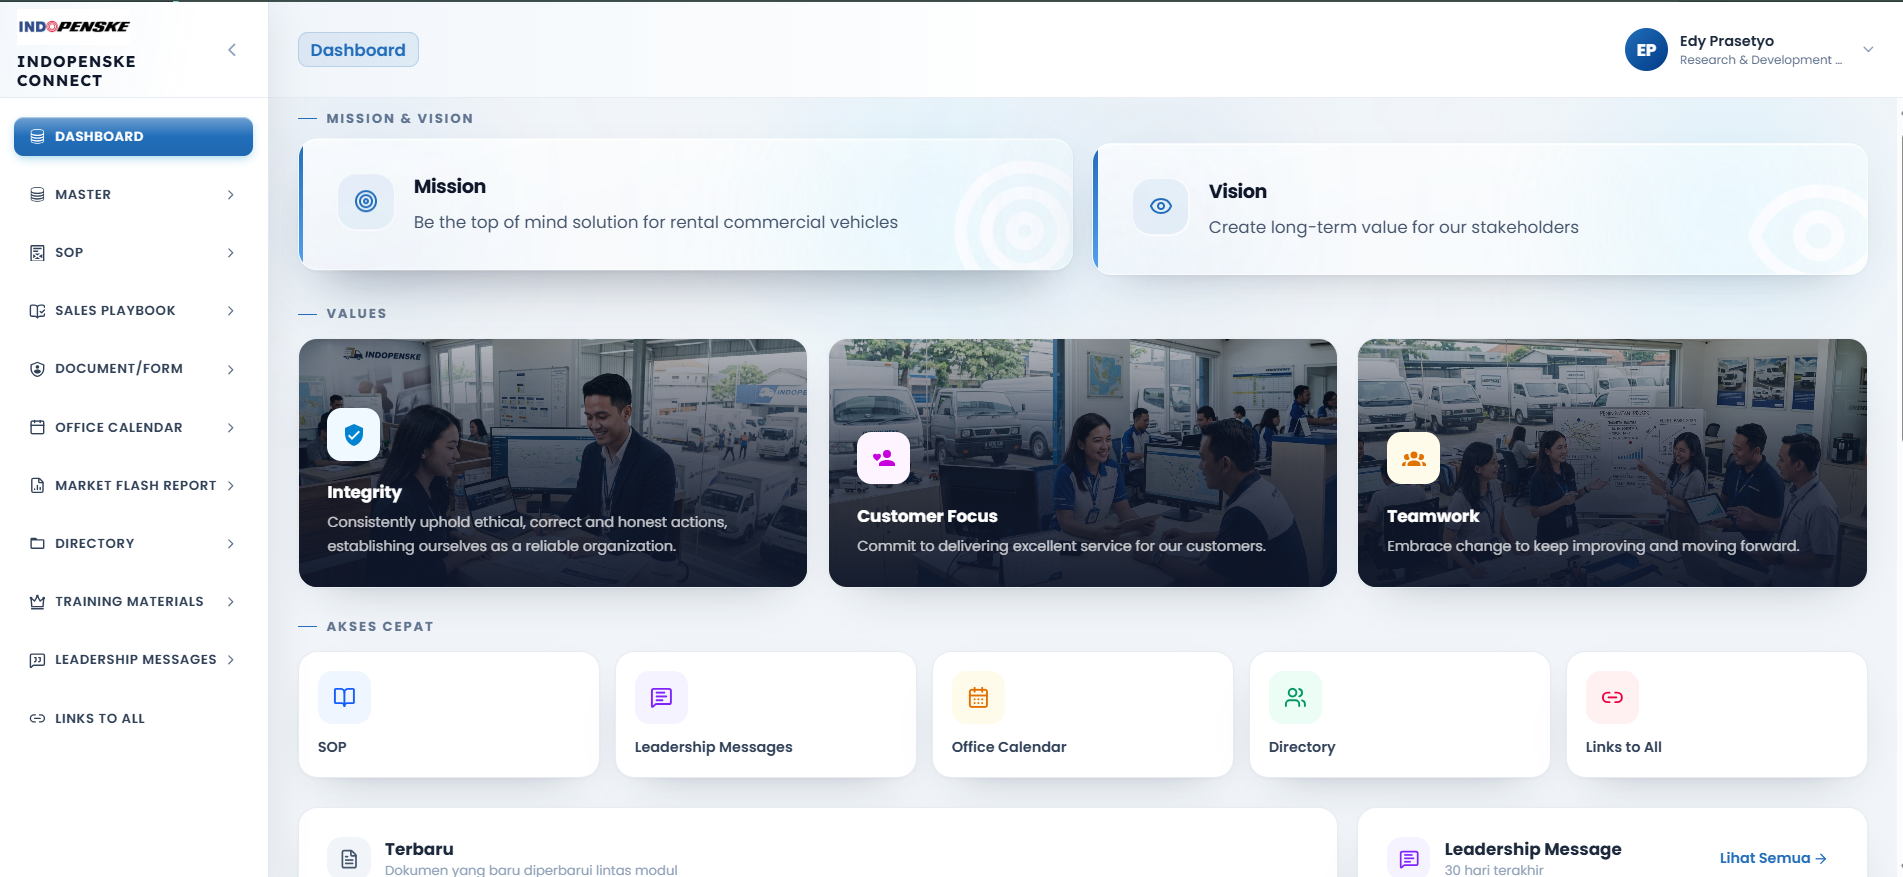 INDOPENSKE
INDOPENSKE
CONNECT
DASHBOARD
MASTER
SOP
SALES PLAYBOOK
DOCUMENT/FORM
OFFICE CALENDAR
MARKET FLASH REPORT
DIRECTORY
TRAINING MATERIALS
LEADERSHIP MESSAGES
LINKS TO ALL
Dashboard
EP
Edy Prasetyo
Research & Development ...
MISSION & VISION
Mission
Be the top of mind solution for rental commercial vehicles
Vision
Create long-term value for our stakeholders
VALUES
INDOPENSKE
Integrity
Consistently uphold ethical, correct and honest actions,
establishing ourselves as a reliable organization.
Customer Focus
Commit to delivering excellent service for our customers.
Teamwork
Embrace change to keep improving and moving forward.
AKSES CEPAT
SOP
Leadership Messages
Office Calendar
Directory
Links to All
Terbaru
Dokumen yang baru diperbarui lintas modul
Leadership Message
30 hari terakhir
Lihat Semua →